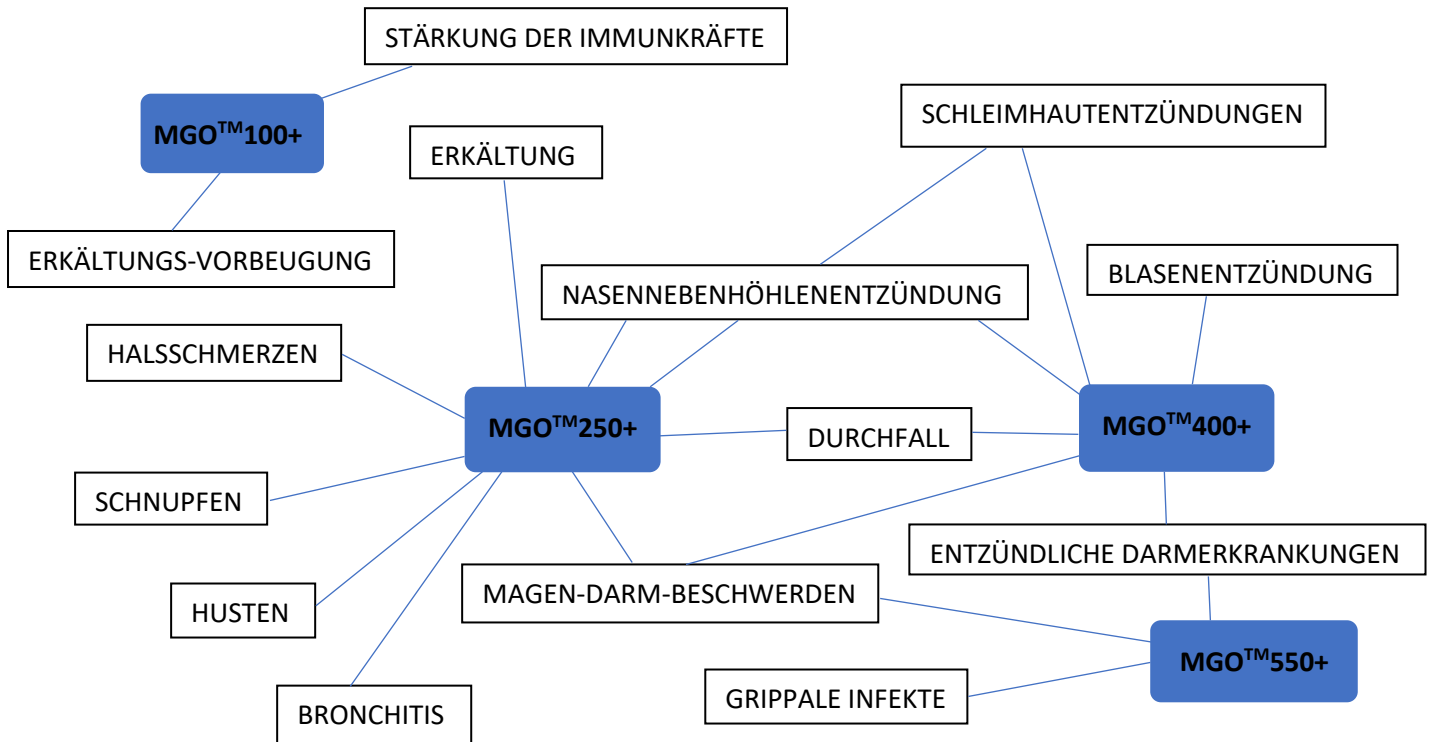 STÄRKUNG DER IMMUNKRÄFTE
MGO™100+
SCHLEIMHAUTENTZÜNDUNGEN
ERKÄLTUNG
ERKÄLTUNGS-VORBEUGUNG
BLASENENTZÜNDUNG
NASENNEBENHÖHLENENTZÜNDUNG
HALSSCHMERZEN
MGO™250+
DURCHFALL
MGO™400+
SCHNUPFEN
ENTZÜNDLICHE DARMERKRANKUNGEN
MAGEN-DARM-BESCHWERDEN
HUSTEN
MGO™550+
GRIPPALE INFEKTE
BRONCHITIS